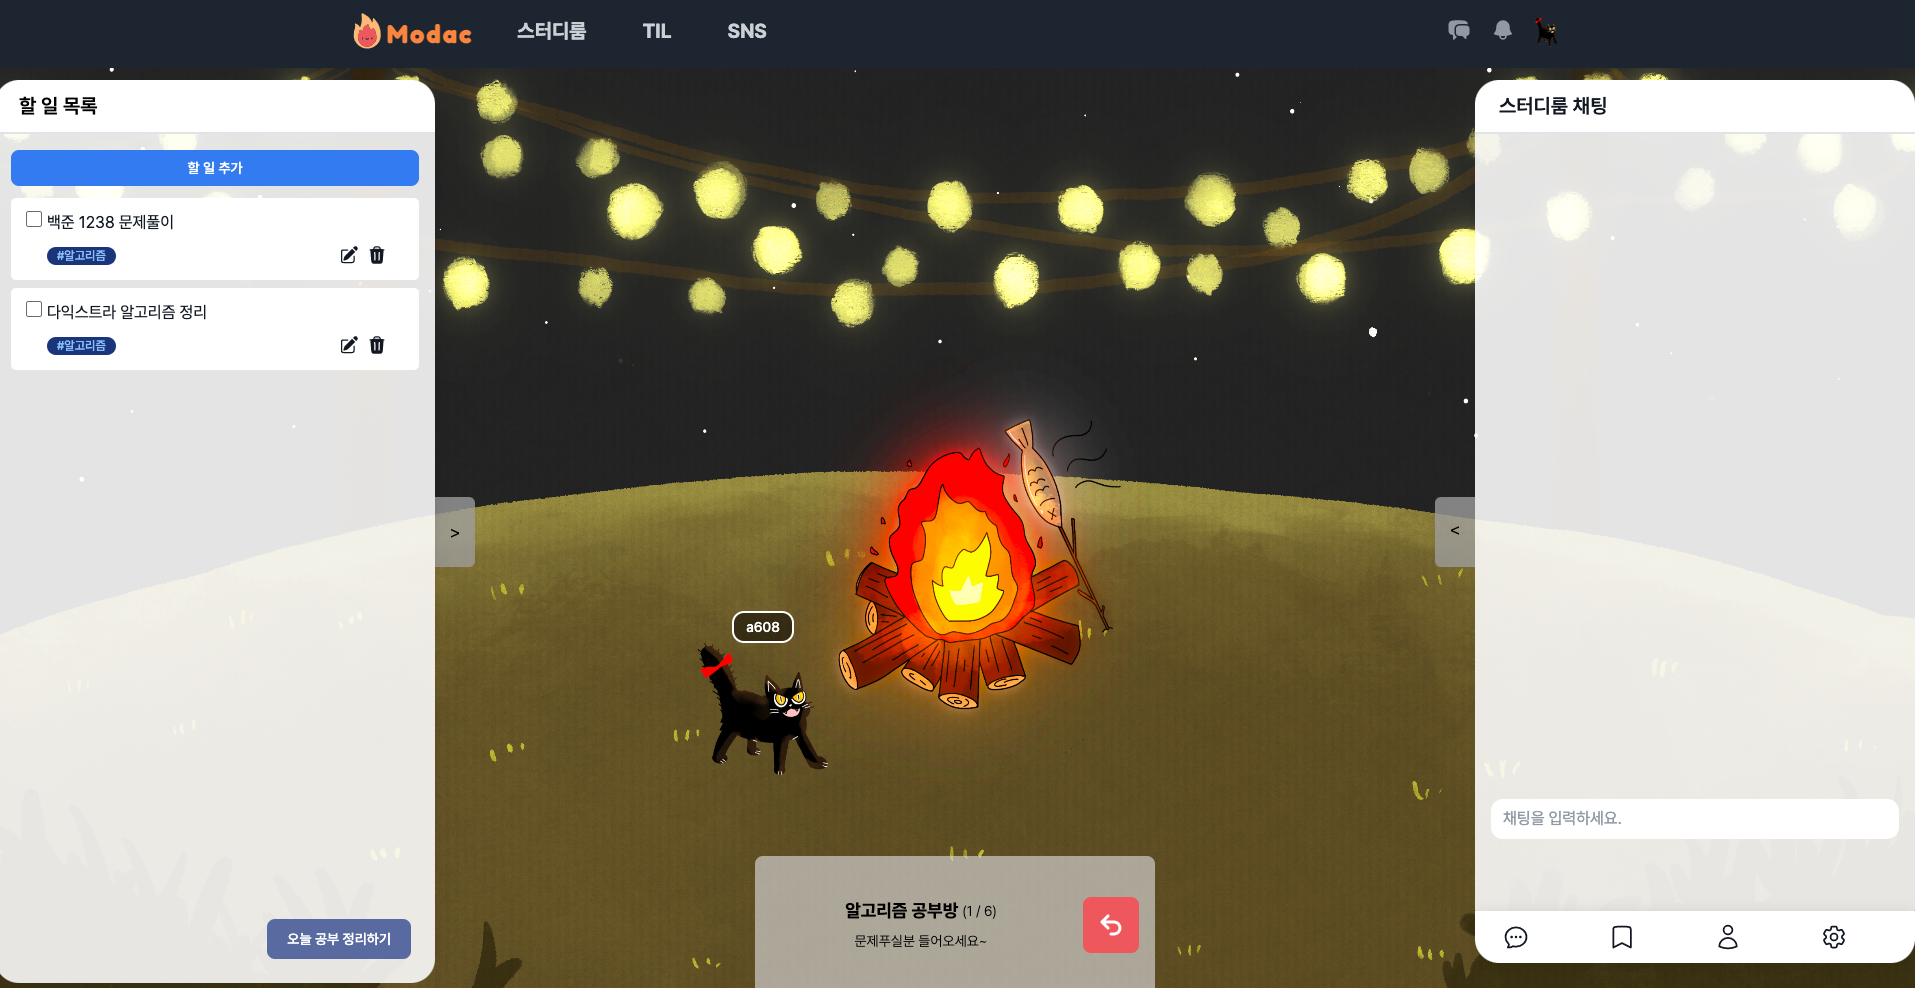 Modac
스터디룸
TIL
SNS
할 일 목록
할 일 추가
백준 1238 문제풀이
#알고리즘
다익스트라 알고리즘 정리
#알고리즘
오늘 공부 정리하기
>
a608
알고리즘 공부방 (1 / 6)
문제푸실분 들어오세요~
<
스터디룸 채팅
채팅을 입력하세요.